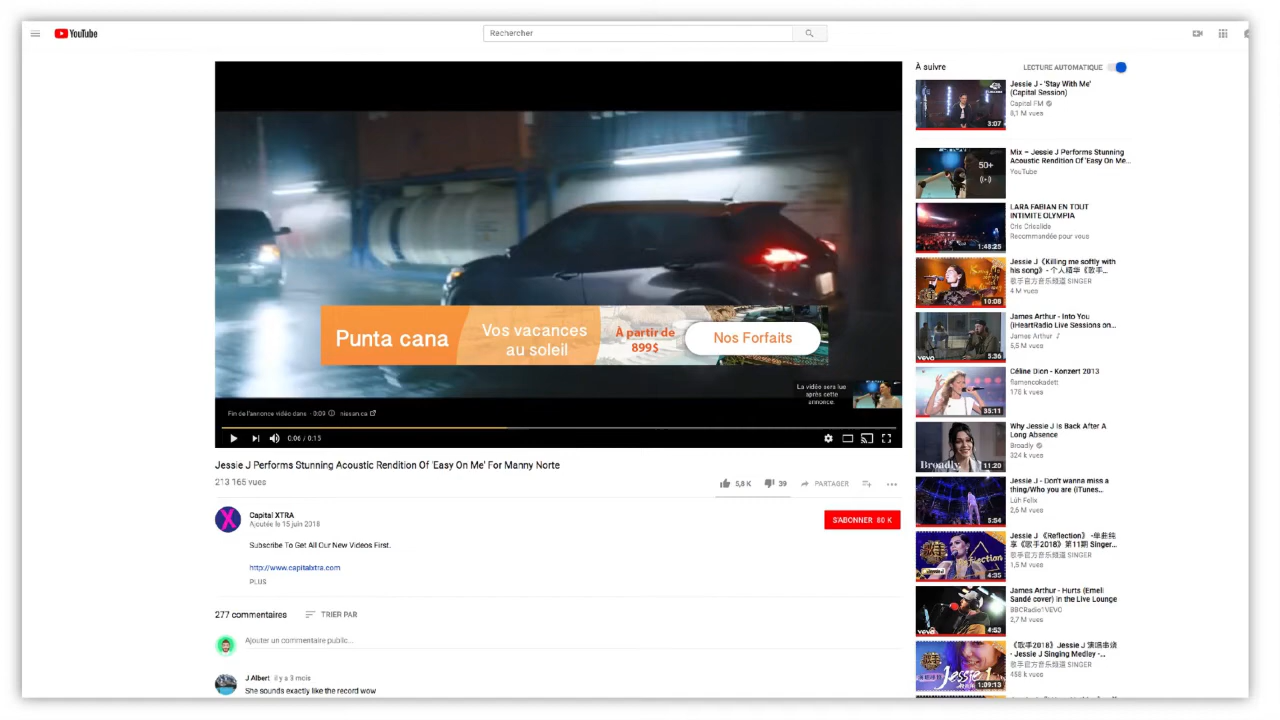 YouTube
Rechercher
Punta cana
Vos vacances
au soleil
À partir de
899$
Nos Forfaits
La vidéo sera lue
après cette
annonce.
Fin de l'annonce vidéo dans · 0:09
nissan.ca
0:06 / 0:15
Jessie J Performs Stunning Acoustic Rendition Of 'Easy On Me' For Manny Norte
213 165 vues
5,8 K
39
PARTAGER
Capital XTRA
Ajoutée le 15 juin 2018
S'ABONNER 80 K
Subscribe To Get All Our New Videos First.
http://www.capitalxtra.com
PLUS
277 commentaires
TRIER PAR
Ajouter un commentaire public...
J Albert il y a 9 mois
She sounds exactly like the record wow
À suivre
LECTURE AUTOMATIQUE
Jessie J - 'Stay With Me'
(Capital Session)
Capital FM
8,1 M vues
3:07
Mix – Jessie J Performs Stunning
Acoustic Rendition Of 'Easy On Me...
YouTube
50+
LARA FABIAN EN TOUT
INTIMITE OLYMPIA
Cris Criszlide
Recommandée pour vous
1:48:25
Jessie J《Killing me softly with
his song》- 个人精华《歌手...
歌手官方音乐频道 SINGER
4 M vues
10:08
James Arthur - Into You
(iHeartRadio Live Sessions on...
James Arthur
5,5 M vues
vevo
5:36
Céline Dion - Konzert 2013
flamencokadett
176 k vues
35:11
Why Jessie J Is Back After A
Long Absence
Broadly
324 k vues
Broadly.
11:20
Jessie J - Don't wanna miss a
thing/Who you are (iTunes...
Lúh Felix
2,6 M vues
5:54
Jessie J 《Reflection》 -单曲纯
享《歌手2018》第11期 Singer...
歌手官方音乐频道 SINGER
1,5 M vues
Reflection
4:35
James Arthur - Hurts (Emeli
Sandé cover) in the Live Lounge
BBCRadio1VEVO
2,7 M vues
vevo
4:53
《歌手2018》Jessie J 演唱串烧
- Jessie J Singing Medley -...
歌手官方音乐频道 SINGER
458 k vues
歌手
Jessie J
1:09:13